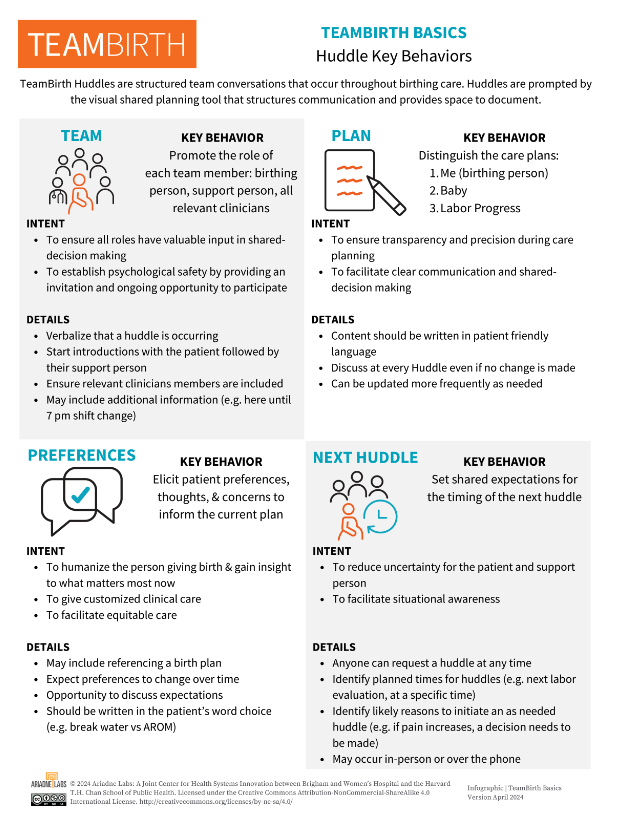 TEAMBIRTH
TEAMBIRTH BASICS
Huddle Key Behaviors
TeamBirth Huddles are structured team conversations that occur throughout birthing care. Huddles are prompted by
the visual shared planning tool that structures communication and provides space to document.
TEAM
KEY BEHAVIOR
Promote the role of
each team member: birthing
person, support person, all
relevant clinicians
INTENT
• To ensure all roles have valuable input in shared-
decision making
• To establish psychological safety by providing an
invitation and ongoing opportunity to participate
DETAILS
• Verbalize that a huddle is occurring
• Start introductions with the patient followed by
their support person
• Ensure relevant clinicians members are included
• May include additional information (e.g. here until
7 pm shift change)
PLAN
KEY BEHAVIOR
Distinguish the care plans:
1. Me (birthing person)
2. Baby
3. Labor Progress
INTENT
• To ensure transparency and precision during care
planning
• To facilitate clear communication and shared-
decision making
DETAILS
• Content should be written in patient friendly
language
• Discuss at every Huddle even if no change is made
• Can be updated more frequently as needed
PREFERENCES
KEY BEHAVIOR
Elicit patient preferences,
thoughts, & concerns to
inform the current plan
INTENT
• To humanize the person giving birth & gain insight
to what matters most now
• To give customized clinical care
• To facilitate equitable care
DETAILS
• May include referencing a birth plan
• Expect preferences to change over time
• Opportunity to discuss expectations
• Should be written in the patient's word choice
(e.g. break water vs AROM)
NEXT HUDDLE
KEY BEHAVIOR
Set shared expectations for
the timing of the next huddle
INTENT
• To reduce uncertainty for the patient and support
person
• To facilitate situational awareness
DETAILS
• Anyone can request a huddle at any time
• Identify planned times for huddles (e.g. next labor
evaluation, at a specific time)
• Identify likely reasons to initiate an as needed
huddle (e.g. if pain increases, a decision needs to
be made)
• May occur in-person or over the phone
ARIADNE LABS
© 2024 Ariadne Labs: A Joint Center for Health Systems Innovation between Brigham and Women's Hospital and the Harvard
T.H. Chan School of Public Health. Licensed under the Creative Commons Attribution-NonCommercial-ShareAlike 4.0
International License. http://creativecommons.org/licenses/by-nc-sa/4.0/
Infographic | TeamBirth Basics
Version April 2024